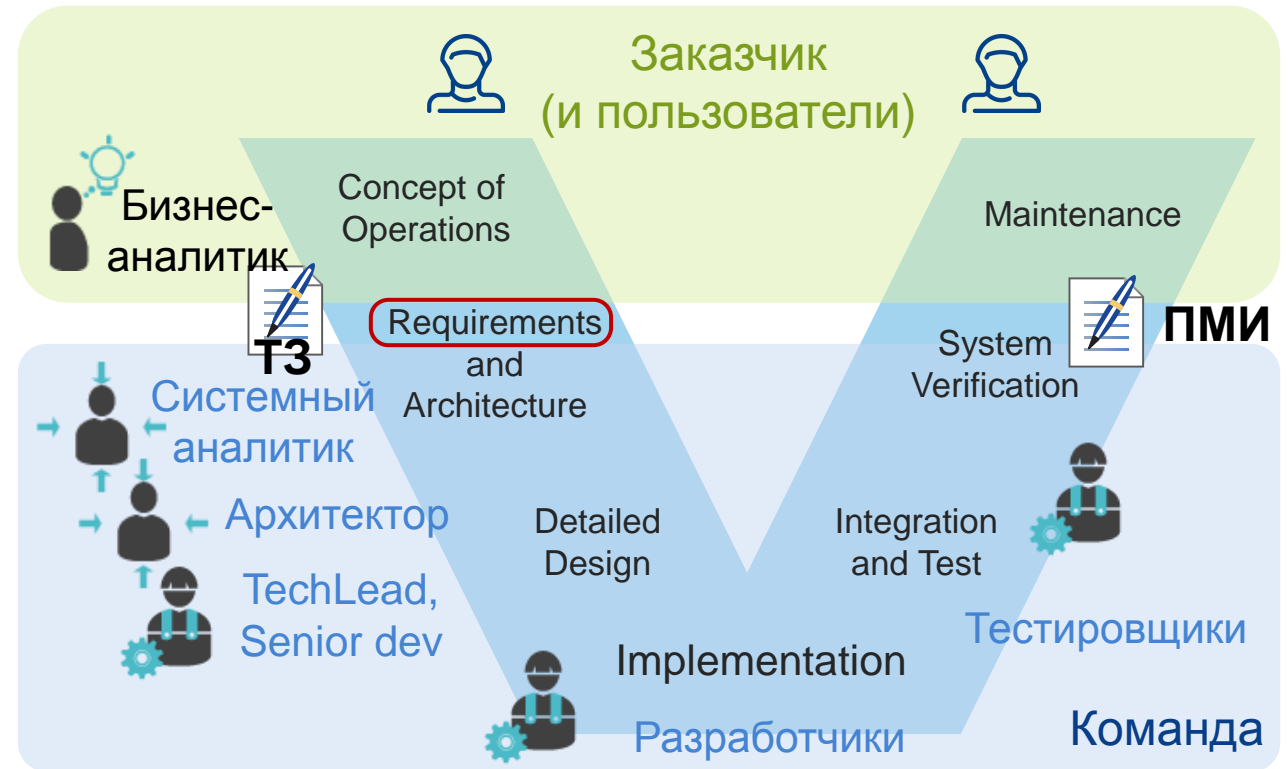 Заказчик
(и пользователи)
Бизнес-
аналитик
Concept of
Operations
Maintenance
ТЗ
Requirements
and
Architecture
System
Verification
ПМИ
Системный
аналитик
Архитектор
TechLead,
Senior dev
Detailed
Design
Integration
and Test
Тестировщики
Implementation
Разработчики
Команда